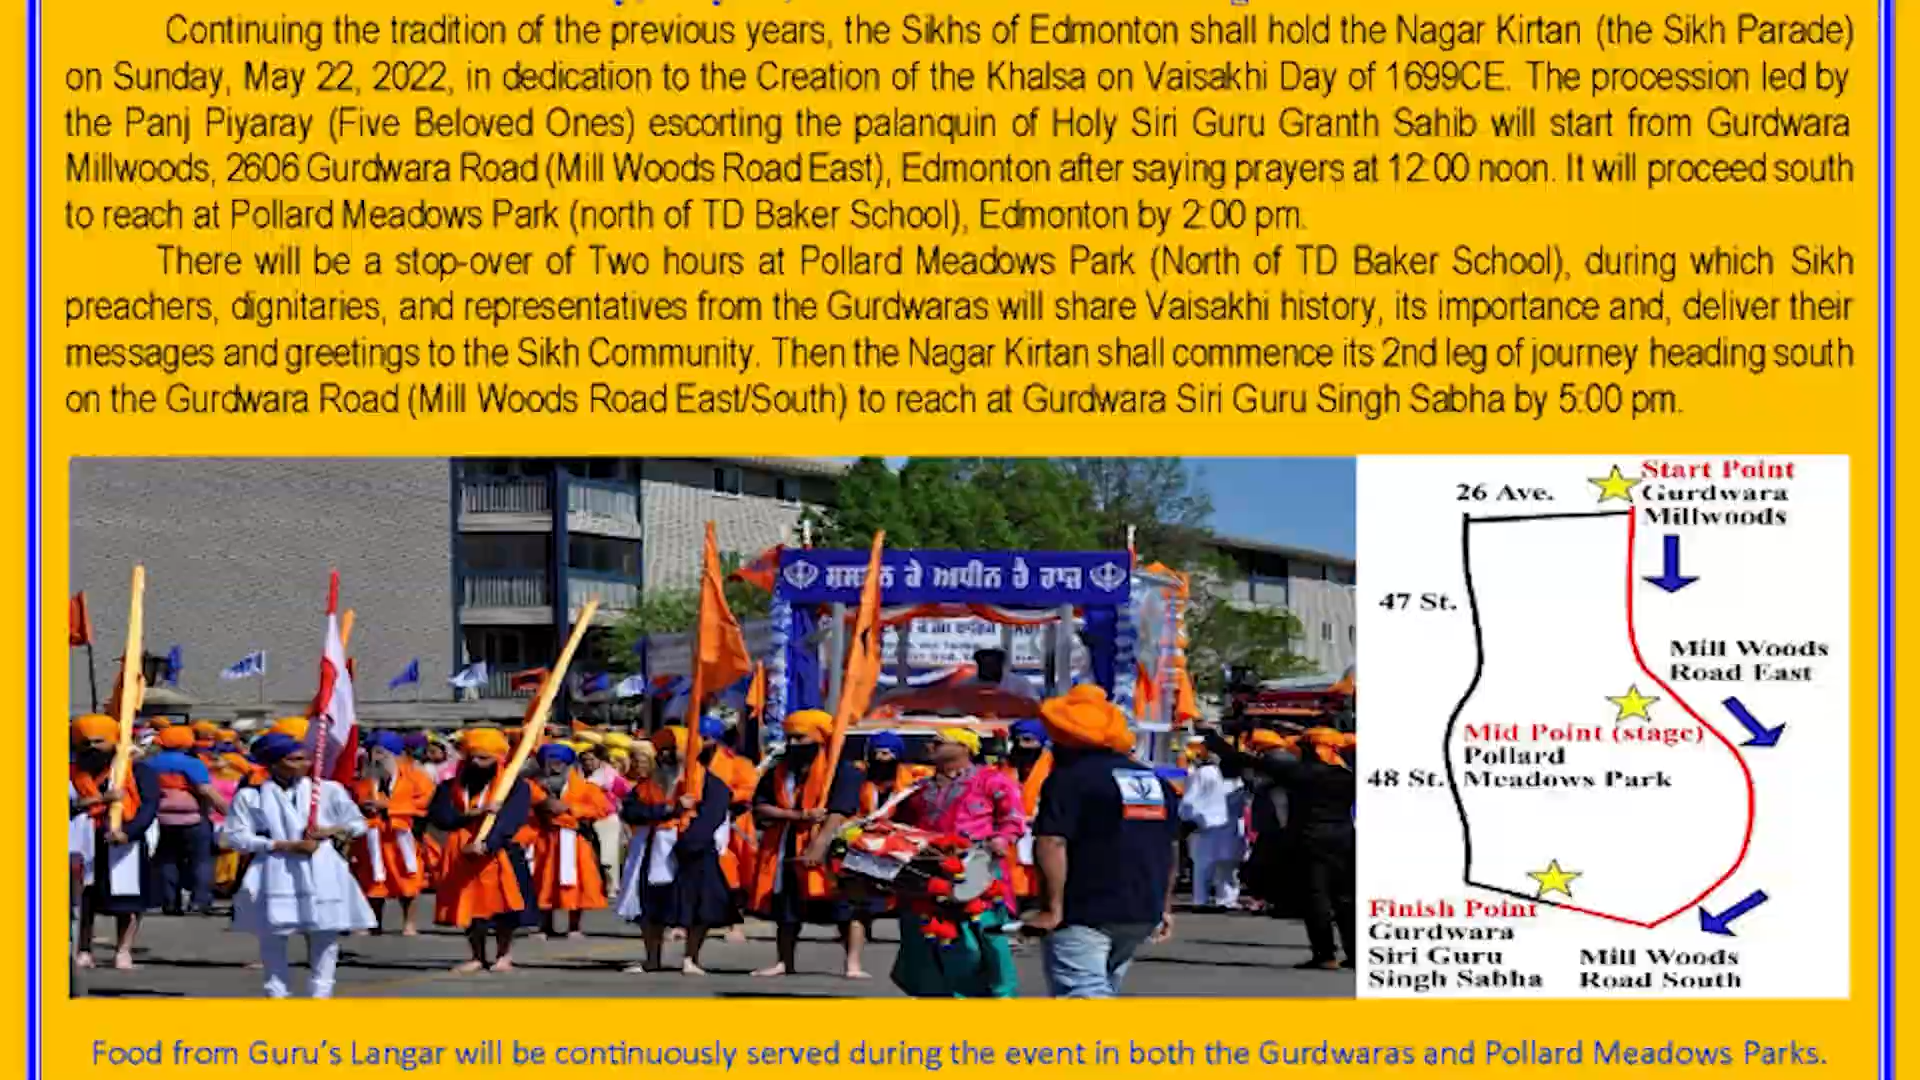 Continuing the tradition of the previous years, the Sikhs of Edmonton shall hold the Nagar Kirtan (the Sikh Parade)
on Sunday, May 22, 2022, in dedication to the Creation of the Khalsa on Vaisakhi Day of 1699CE. The procession led by
the Panj Piyaray (Five Beloved Ones) escorting the palanquin of Holy Siri Guru Granth Sahib will start from Gurdwara
Millwoods, 2606 Gurdwara Road (Mill Woods Road East), Edmonton after saying prayers at 12:00 noon. It will proceed south
to reach at Pollard Meadows Park (north of TD Baker School), Edmonton by 2:00 pm.
There will be a stop-over of Two hours at Pollard Meadows Park (North of TD Baker School), during which Sikh
preachers, dignitaries, and representatives from the Gurdwaras will share Vaisakhi history, its importance and, deliver their
messages and greetings to the Sikh Community. Then the Nagar Kirtan shall commence its 2nd leg of journey heading south
on the Gurdwara Road (Mill Woods Road East/South) to reach at Gurdwara Siri Guru Singh Sabha by 5:00 pm.
ਹੈ ਰਾਜ
Start Point
26 Ave.
Gurdwara
Millwoods
47 St.
Mill Woods
Road East
Mid Point (stage)
Pollard
48 St.
Meadows Park
Finish Point
Gurdwara
Siri Guru
Singh Sabha
Mill Woods
Road South
Food from Guru's Langar will be continuously served during the event in both the Gurdwaras and Pollard Meadows Parks.